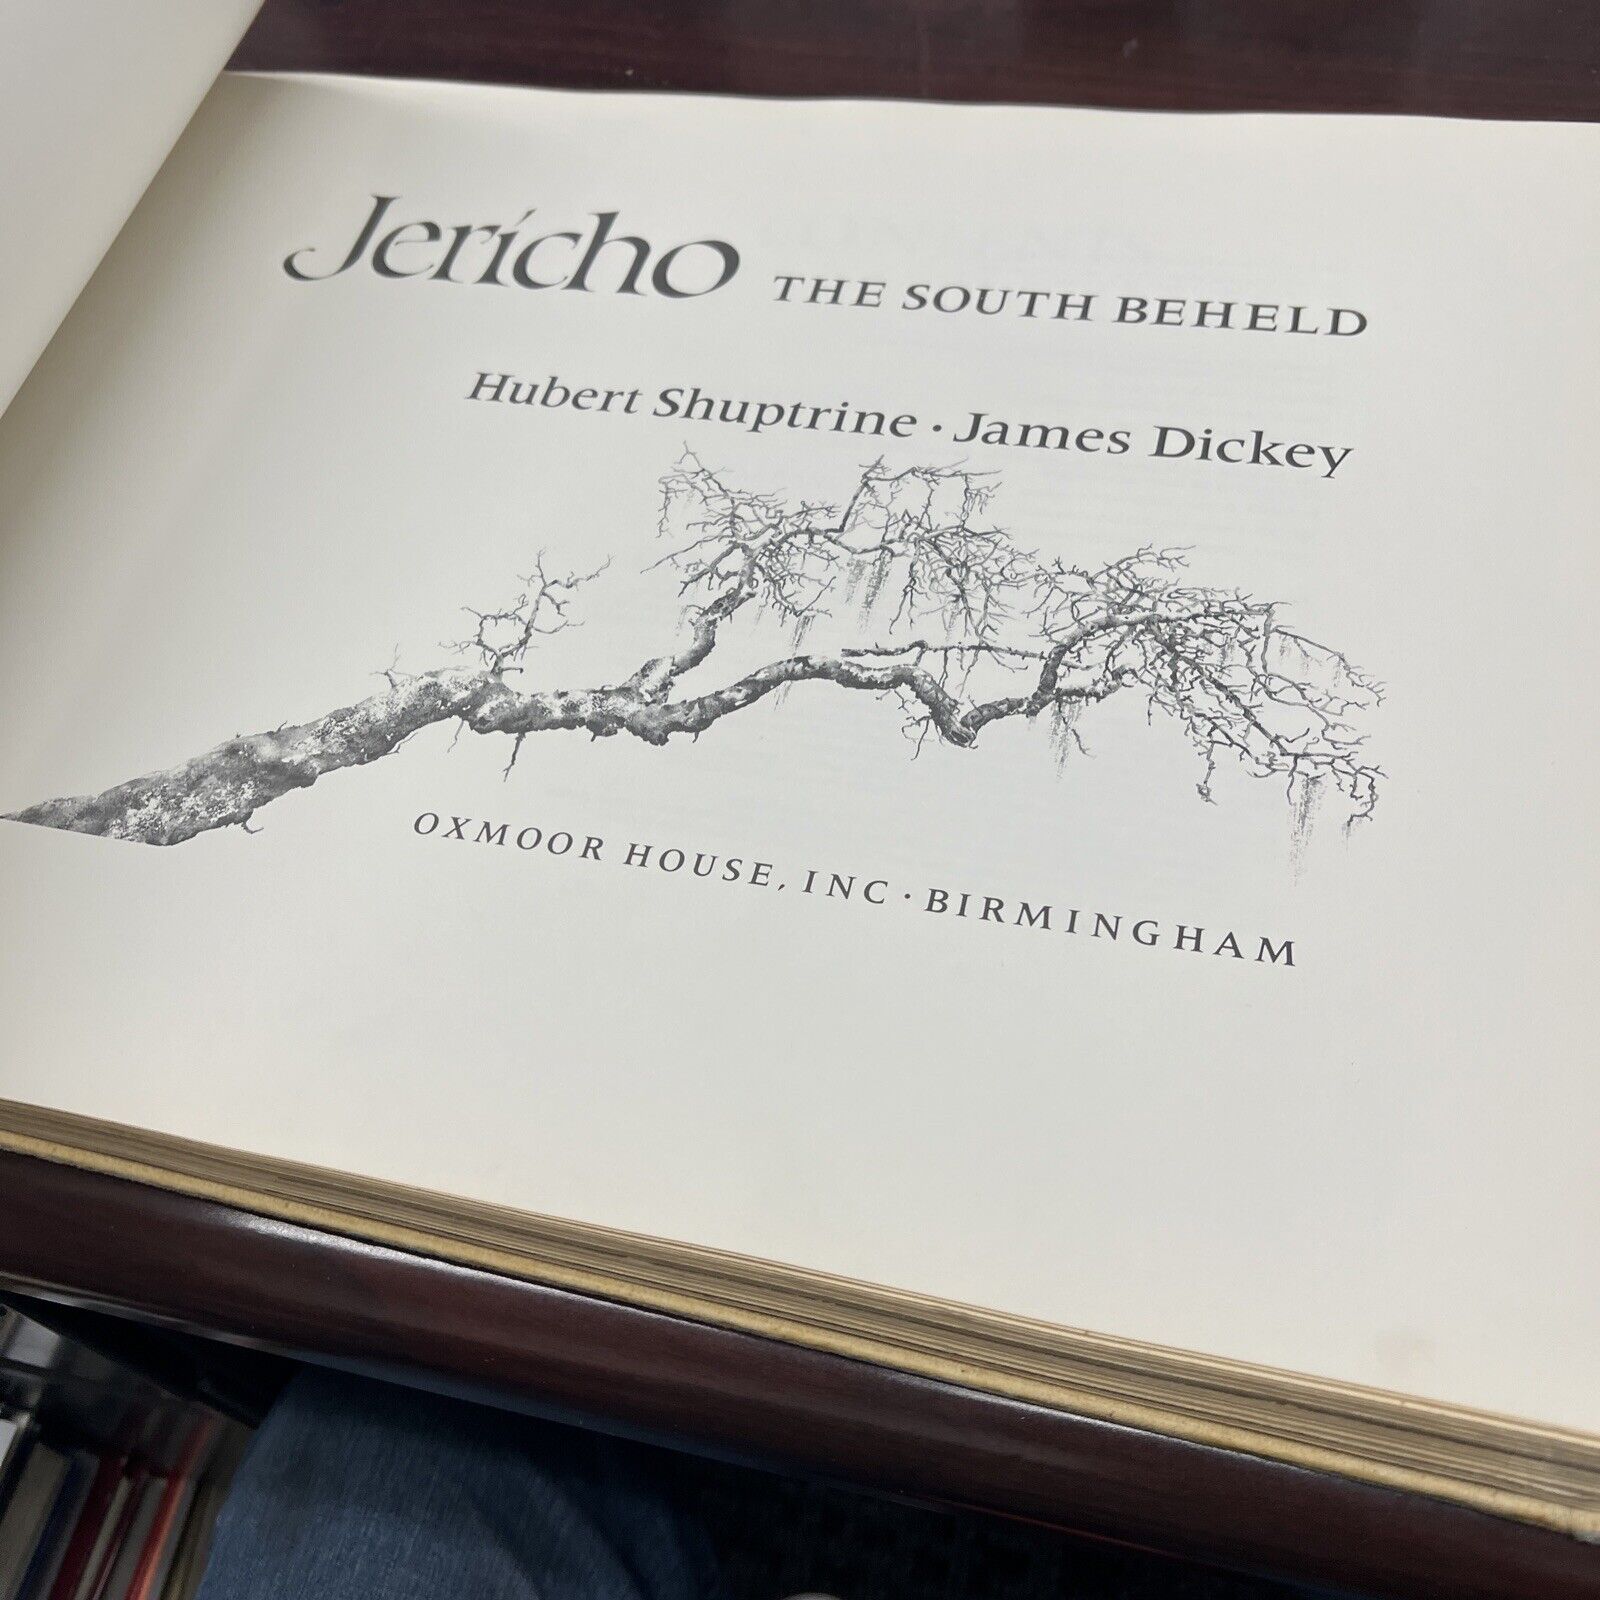 Jericho THE SOUTH BEHELD
Hubert Shuptrine · James Dickey
OXMOOR HOUSE, INC · BIRMINGHAM